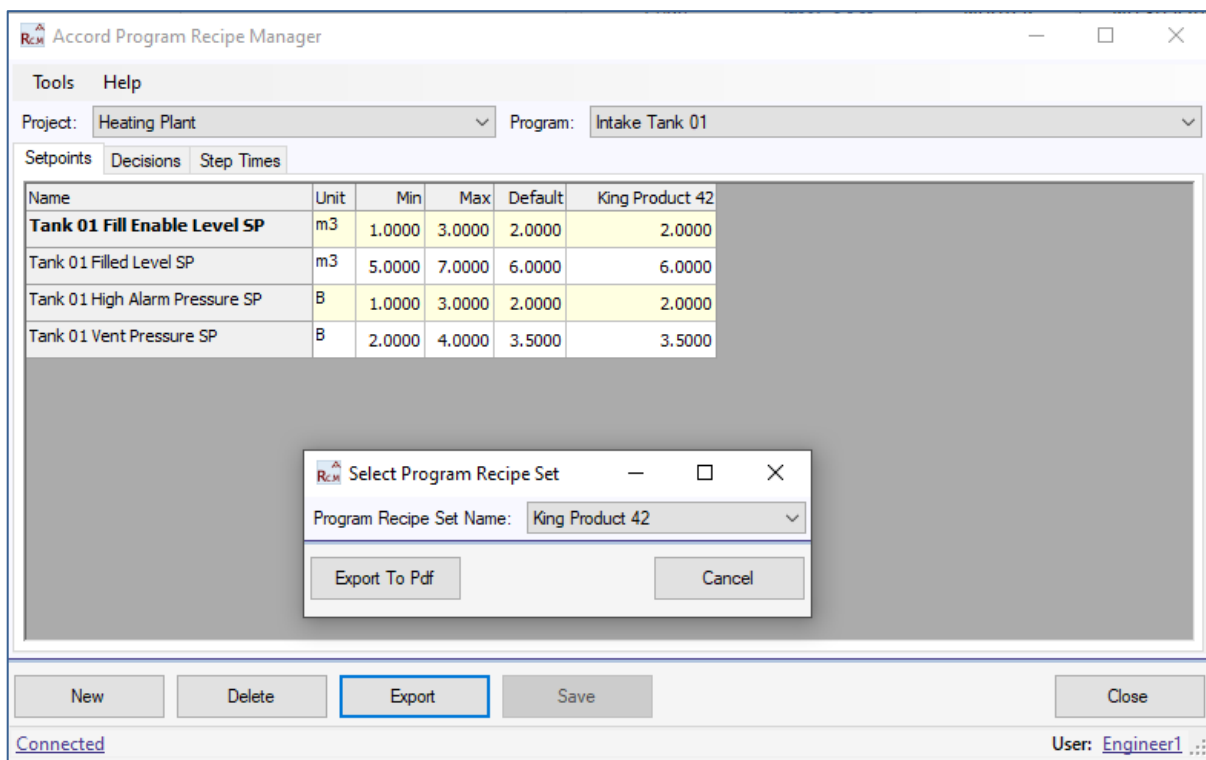 RCM Accord Program Recipe Manager
Tools Help
Project: Heating Plant Program: Intake Tank 01
Setpoints Decisions Step Times
Name Unit Min Max Default King Product 42
Tank 01 Fill Enable Level SP m3 1.0000 3.0000 2.0000 2.0000
Tank 01 Filled Level SP m3 5.0000 7.0000 6.0000 6.0000
Tank 01 High Alarm Pressure SP B 1.0000 3.0000 2.0000 2.0000
Tank 01 Vent Pressure SP B 2.0000 4.0000 3.5000 3.5000
RCM Select Program Recipe Set
Program Recipe Set Name: King Product 42
Export To Pdf Cancel
New Delete Export Save Close
Connected User: Engineer1